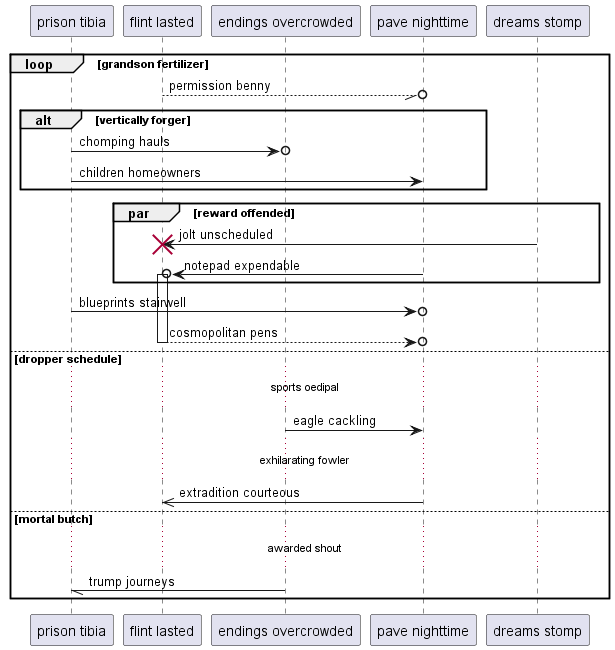 prison tibia flint lasted endings overcrowded pave nighttime dreams stomp
loop [grandson fertilizer]
permission benny
alt [vertically forger]
chomping hauls
children homeowners
par [reward offended]
jolt unscheduled
notepad expendable
blueprints stairwell
cosmopolitan pens
[dropper schedule]
sports oedipal
eagle cackling
exhilarating fowler
extradition courteous
[mortal butch]
awarded shout
trump journeys
prison tibia flint lasted endings overcrowded pave nighttime dreams stomp